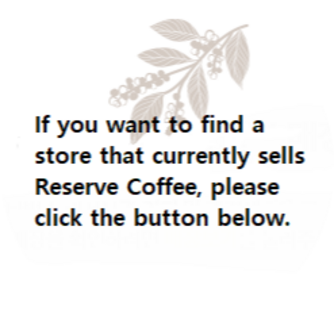 If you want to find a
store that currently sells
Reserve Coffee, please
click the button below.